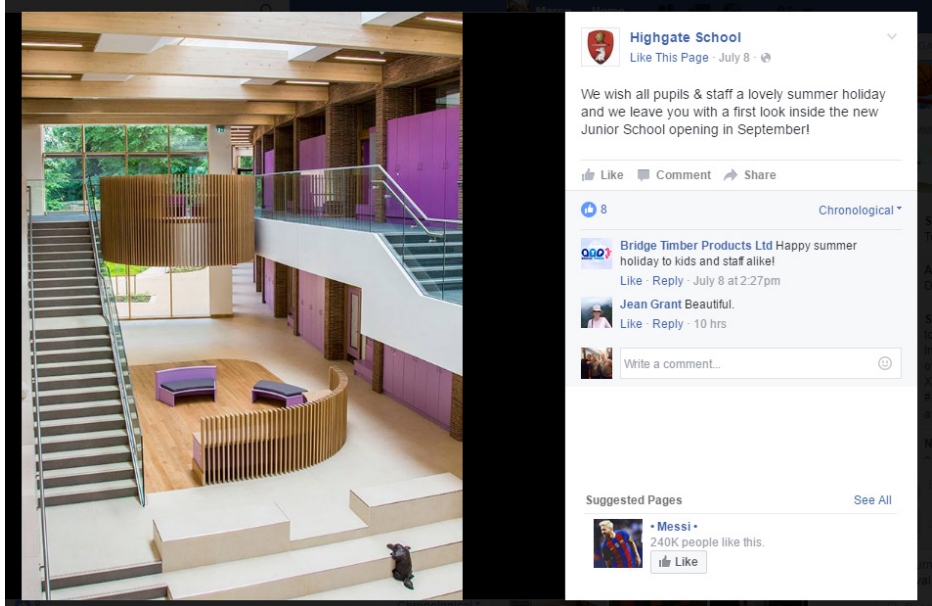 Highgate School
Like This Page · July 8 ·
We wish all pupils & staff a lovely summer holiday
and we leave you with a first look inside the new
Junior School opening in September!
Like Comment Share
8 Chronological
Bridge Timber Products Ltd Happy summer
holiday to kids and staff alike!
Like · Reply · July 8 at 2:27pm
Jean Grant Beautiful.
Like · Reply · 10 hrs
Write a comment...
Suggested Pages See All
• Messi •
240K people like this.
Like